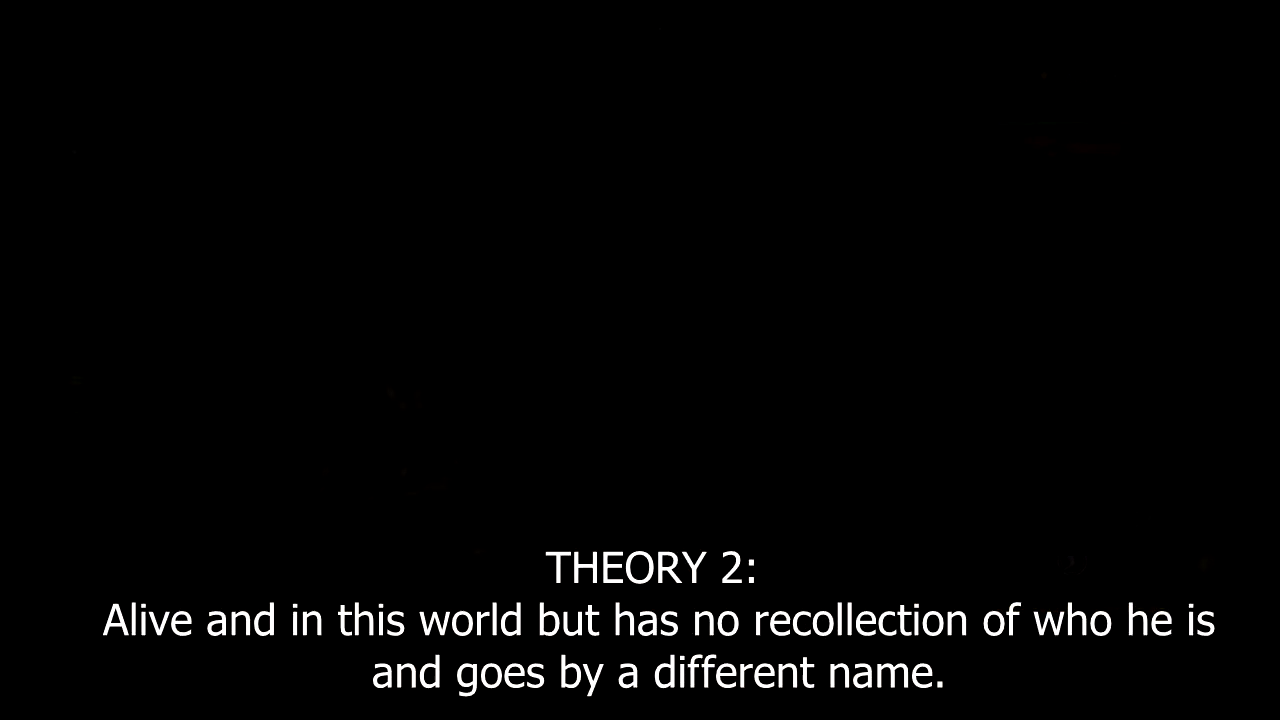 THEORY 2:
Alive and in this world but has no recollection of who he is
and goes by a different name.